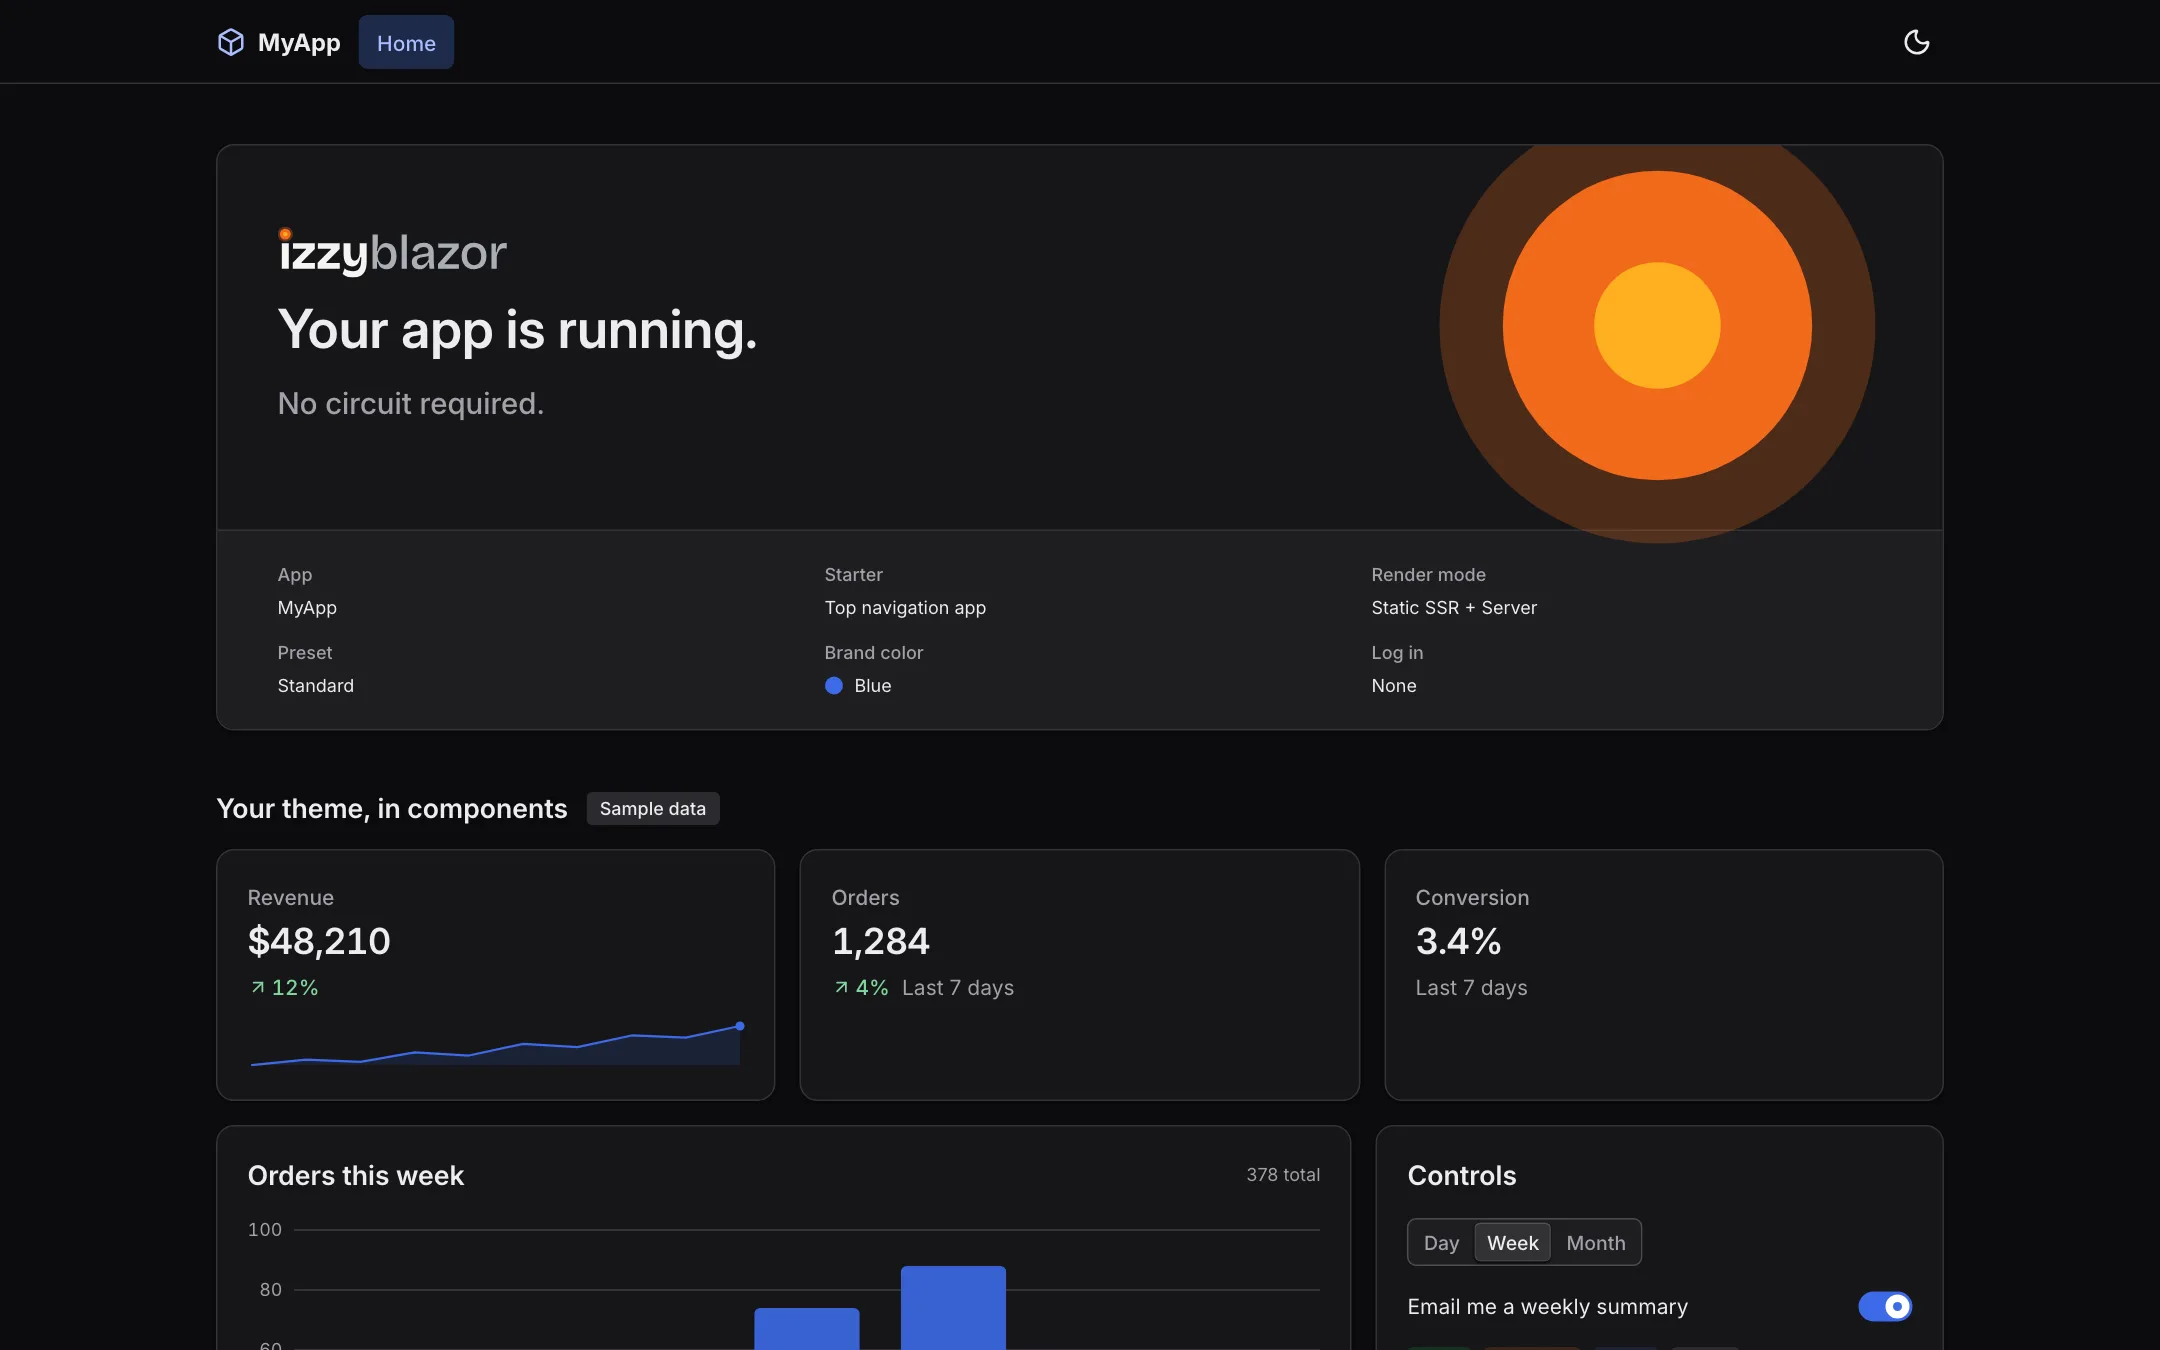 MyApp
Home
izzyblazor
Your app is running.
No circuit required.
App
MyApp
Starter
Top navigation app
Render mode
Static SSR + Server
Preset
Standard
Brand color
Blue
Log in
None
Your theme, in components
Sample data
Revenue
$48,210
12%
Orders
1,284
4% Last 7 days
Conversion
3.4%
Last 7 days
Orders this week
378 total
100
80
Controls
Day Week Month
Email me a weekly summary